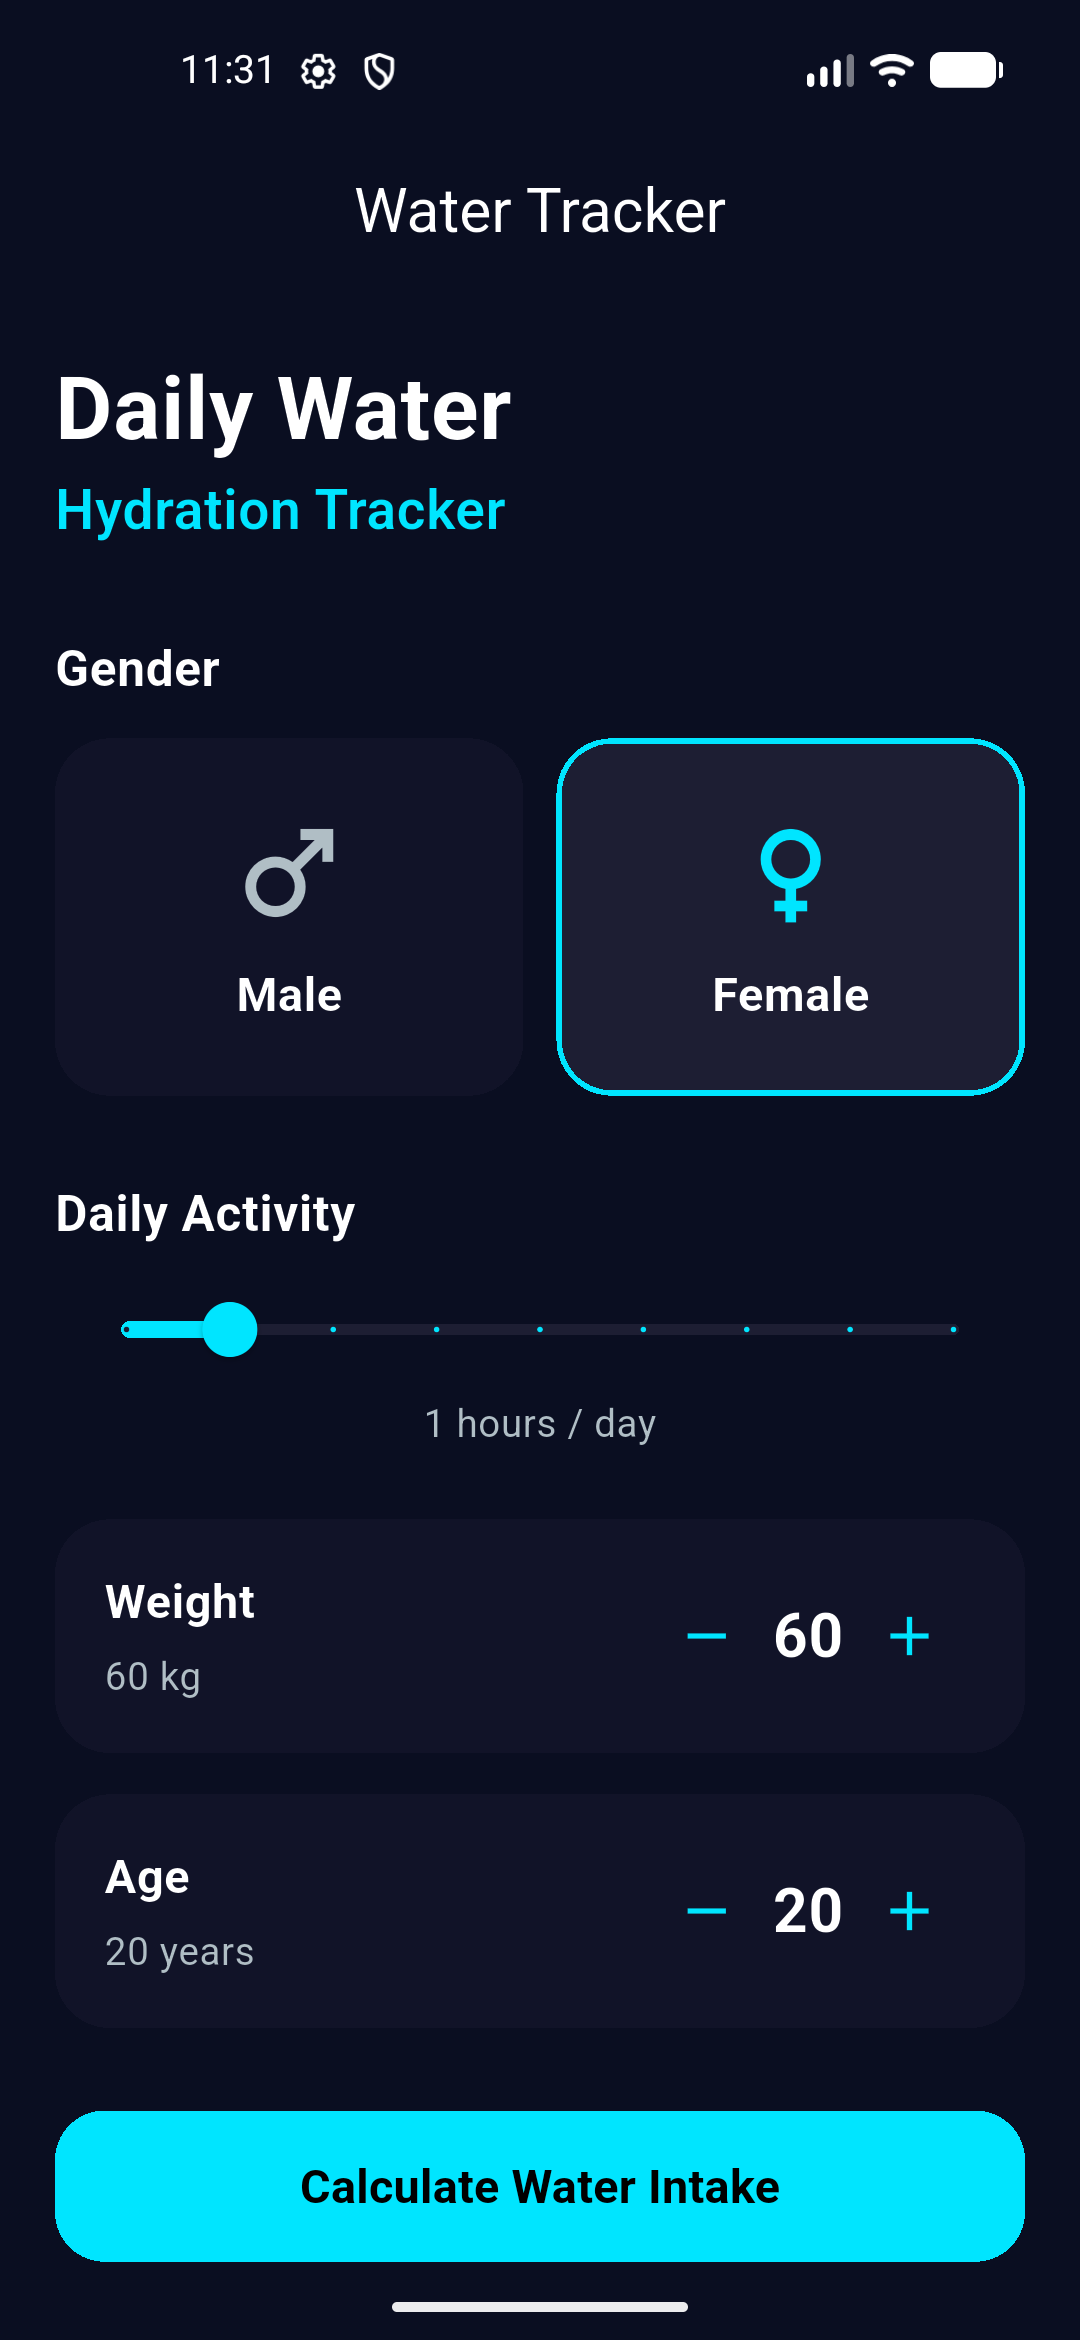 11:31
Water Tracker
Daily Water
Hydration Tracker
Gender
Male
Female
Daily Activity
1 hours / day
Weight
60 kg
60
Age
20 years
20
Calculate Water Intake